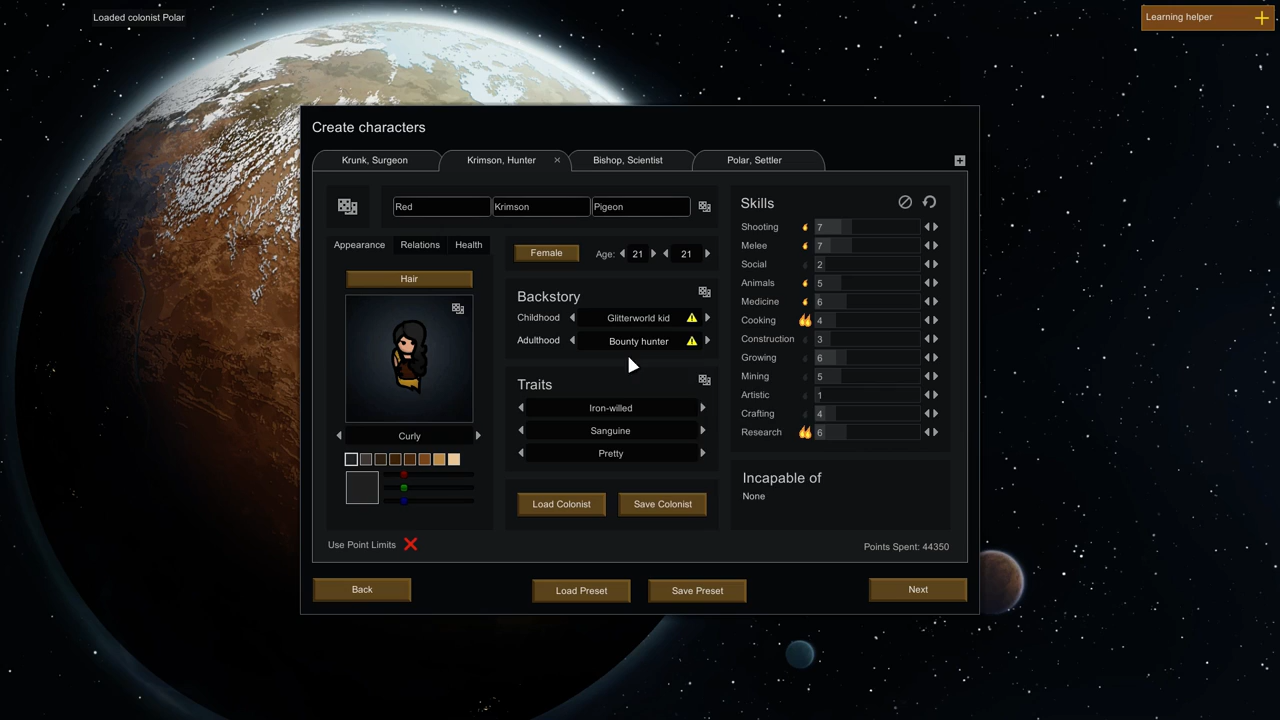 Loaded colonist Polar
Learning helper
Create characters
Krunk, Surgeon
Krimson, Hunter
Bishop, Scientist
Polar, Settler
Red
Krimson
Pigeon
Appearance
Relations
Health
Hair
Curly
Female
Age: 21 21
Backstory
Childhood Glitterworld kid
Adulthood Bounty hunter
Traits
Iron-willed
Sanguine
Pretty
Load Colonist
Save Colonist
Skills
Shooting 7
Melee 7
Social 2
Animals 5
Medicine 6
Cooking 4
Construction 3
Growing 6
Mining 5
Artistic 1
Crafting 4
Research 6
Incapable of
None
Use Point Limits
Points Spent: 44350
Back
Load Preset
Save Preset
Next